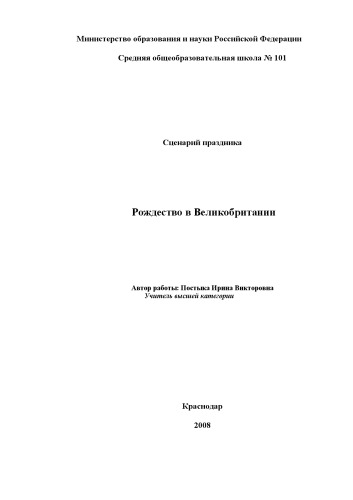 Министерство образования и науки Российской Федерации
Средняя общеобразовательная школа № 101
Сценарий праздника
Рождество в Великобритании
Автор работы: Постыка Ирина Викторовна
Учитель высшей категории
Краснодар
2008